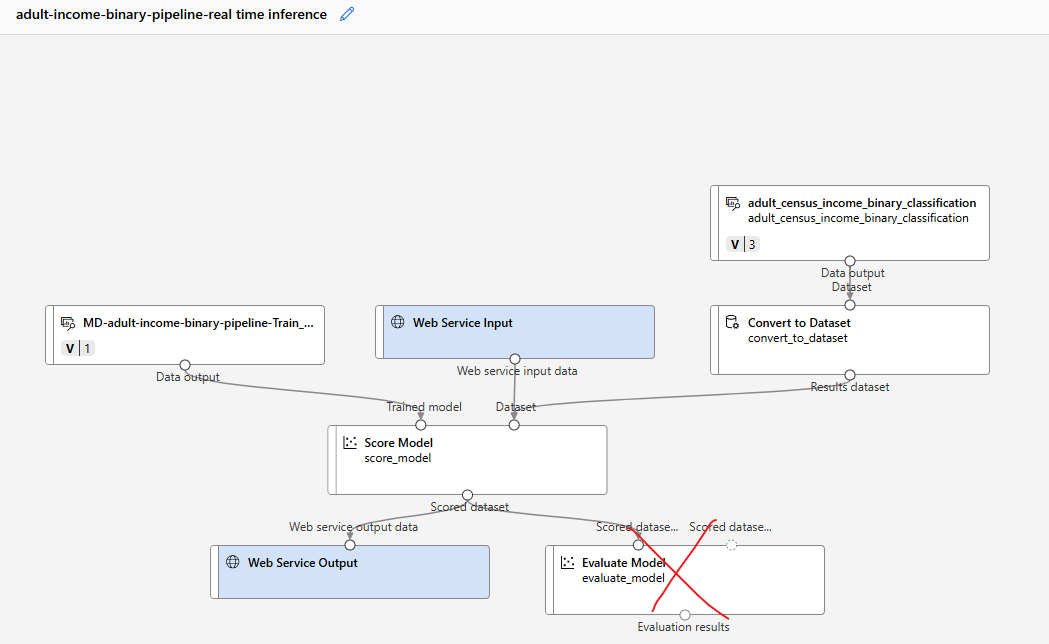 adult-income-binary-pipeline-real time inference
adult_census_income_binary_classification
adult_census_income_binary_classification
V | 3
Data output
Dataset
MD-adult-income-binary-pipeline-Train_...
V | 1
Data output
Web Service Input
Web service input data
Convert to Dataset
convert_to_dataset
Results dataset
Trained model
Dataset
Score Model
score_model
Scored dataset
Web service output data
Scored datase...
Scored datase...
Web Service Output
Evaluate Model
evaluate_model
Evaluation results